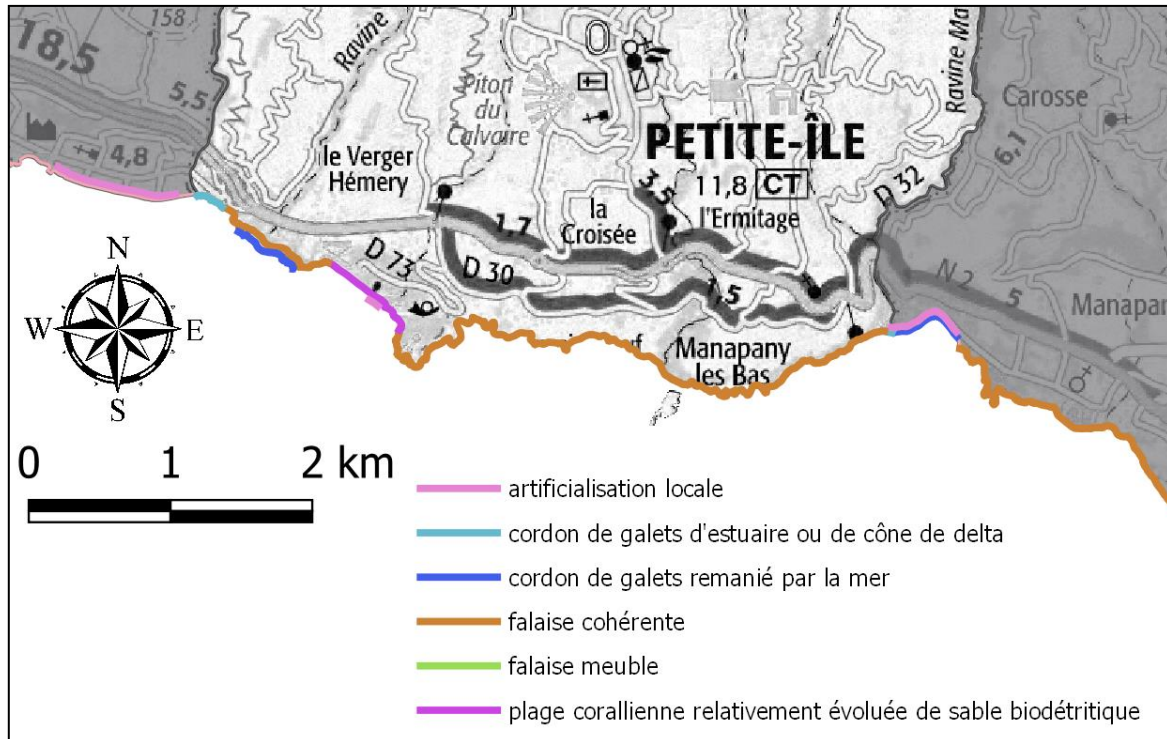 158
18,5
5,5
4,8
Ravine
Piton
du
Calvaire
le Verger
Hémery
PETITE-ÎLE
11,8 CT
3,5
l'Ermitage
la
Croisée
1,7
D 73
D 30
1,5
D 32
Carosse
6,1
N 2
5
Manapany
les Bas
N
W
E
S
0 1 2 km
artificialisation locale
cordon de galets d'estuaire ou de cône de delta
cordon de galets remanié par la mer
falaise cohérente
falaise meuble
plage corallienne relativement évoluée de sable biodétritique